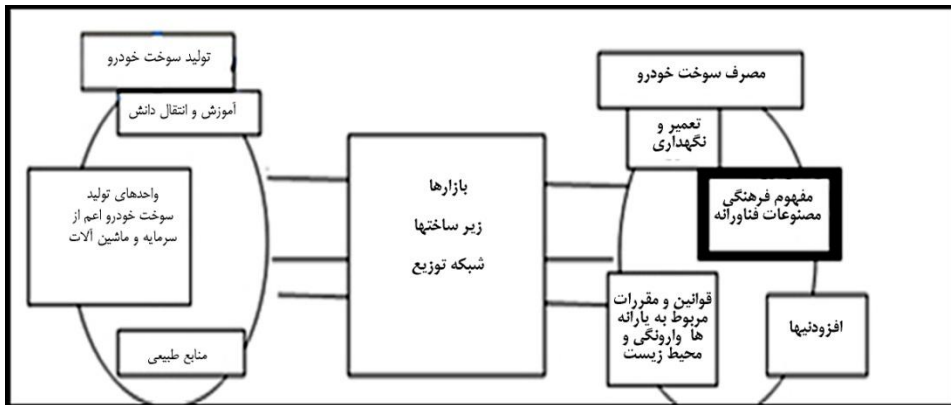 مصرف سوخت خودرو
تعمیر و
نگهداری
مفهوم فرهنگی
مصنوعات فناورانه
قوانین و مقررات
مربوط به یارانه
ها وارونگی و
محیط زیست
افزودنیها
بازارها
زیر ساختها
شبکه توزیع
تولید سوخت خودرو
آموزش و انتقال دانش
واحدهای تولید
سوخت خودرو اعم از
سرمایه و ماشین آلات
منابع طبیعی